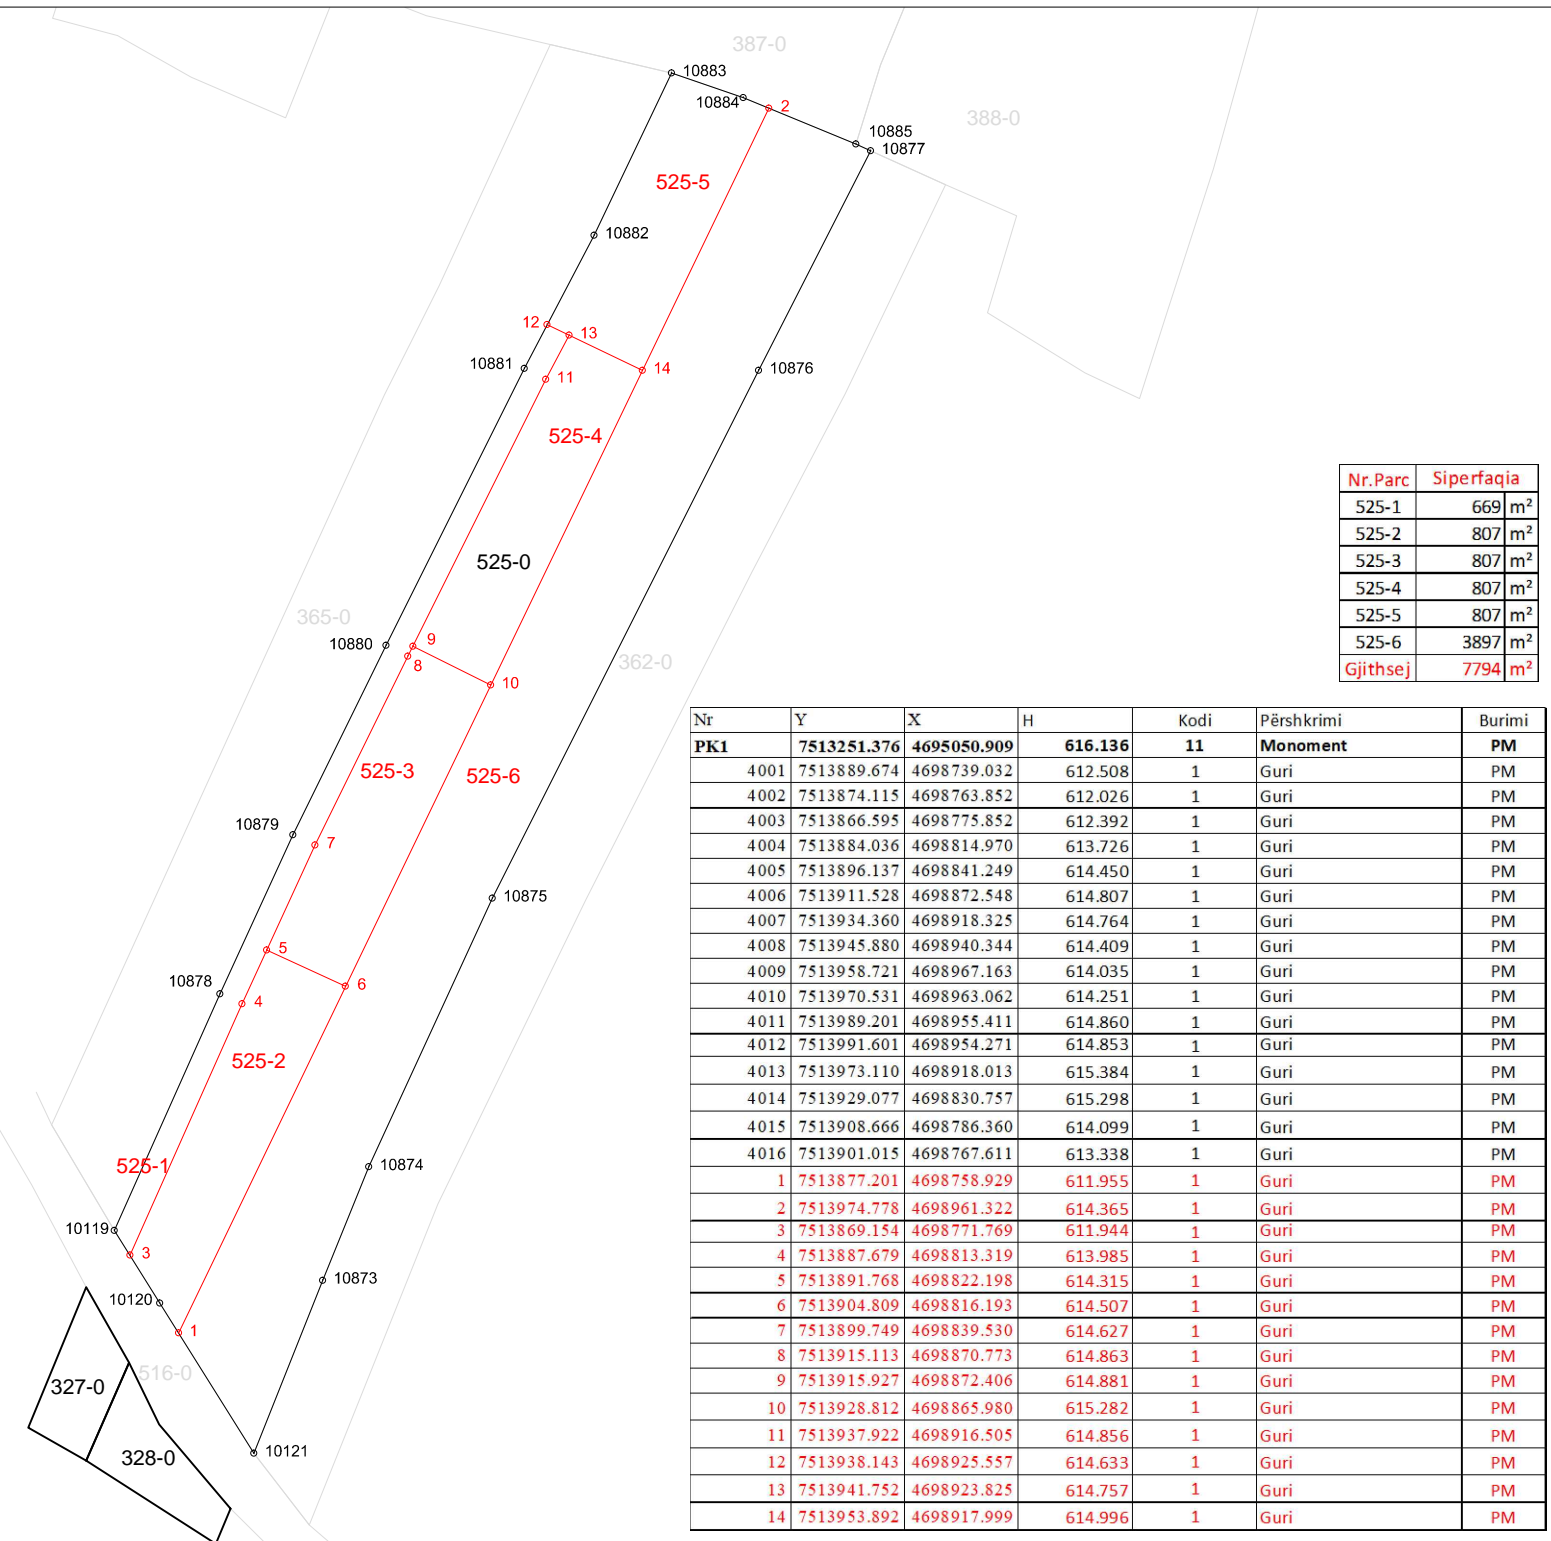 387-0
10883
10884
2
10885
10877
388-0
525-5
10882
12
13
10881
11
14
10876
525-4
525-0
365-0
10880
9
8
362-0
10
525-3
525-6
10879
7
10875
5
10878
4
6
525-2
525-1
10874
10119
3
10873
10120
1
516-0
327-0
328-0
10121
Nr.Parc Siperfaqia
525-1 669 m²
525-2 807 m²
525-3 807 m²
525-4 807 m²
525-5 807 m²
525-6 3897 m²
Gjithsej 7794 m²
Nr Y X H Kodi Përshkrimi Burimi
PK1 7513251.376 4695050.909 616.136 11 Monoment PM
4001 7513889.674 4698739.032 612.508 1 Guri PM
4002 7513874.115 4698763.852 612.026 1 Guri PM
4003 7513866.595 4698775.852 612.392 1 Guri PM
4004 7513884.036 4698814.970 613.726 1 Guri PM
4005 7513896.137 4698841.249 614.450 1 Guri PM
4006 7513911.528 4698872.548 614.807 1 Guri PM
4007 7513934.360 4698918.325 614.764 1 Guri PM
4008 7513945.880 4698940.344 614.409 1 Guri PM
4009 7513958.721 4698967.163 614.035 1 Guri PM
4010 7513970.531 4698963.062 614.251 1 Guri PM
4011 7513989.201 4698955.411 614.860 1 Guri PM
4012 7513991.601 4698954.271 614.853 1 Guri PM
4013 7513973.110 4698918.013 615.384 1 Guri PM
4014 7513929.077 4698830.757 615.298 1 Guri PM
4015 7513908.666 4698786.360 614.099 1 Guri PM
4016 7513901.015 4698767.611 613.338 1 Guri PM
1 7513877.201 4698758.929 611.955 1 Guri PM
2 7513974.778 4698961.322 614.365 1 Guri PM
3 7513869.154 4698771.769 611.944 1 Guri PM
4 7513887.679 4698813.319 613.985 1 Guri PM
5 7513891.768 4698822.198 614.315 1 Guri PM
6 7513904.809 4698816.193 614.507 1 Guri PM
7 7513899.749 4698839.530 614.627 1 Guri PM
8 7513915.113 4698870.773 614.863 1 Guri PM
9 7513915.927 4698872.406 614.881 1 Guri PM
10 7513928.812 4698865.980 615.282 1 Guri PM
11 7513937.922 4698916.505 614.856 1 Guri PM
12 7513938.143 4698925.557 614.633 1 Guri PM
13 7513941.752 4698923.825 614.757 1 Guri PM
14 7513953.892 4698917.999 614.996 1 Guri PM